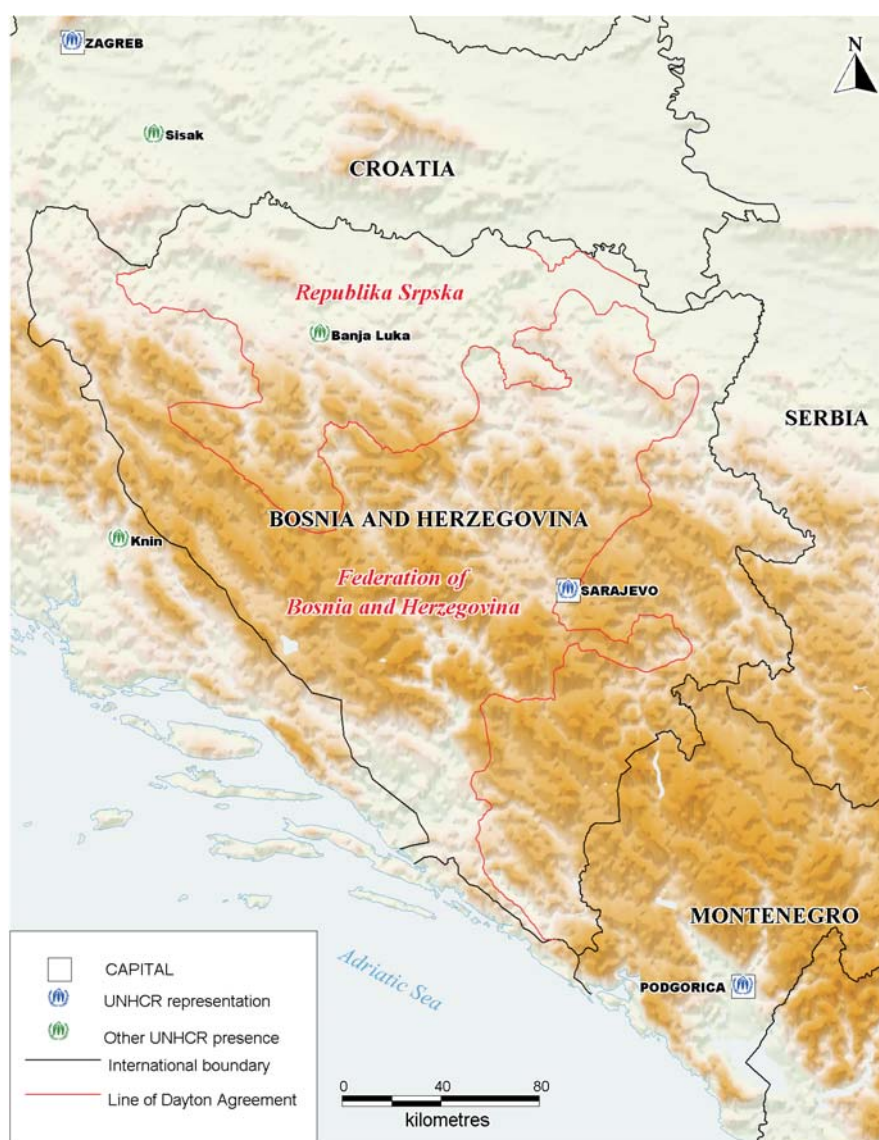 ZAGREB
N
Sisak
CROATIA
Republika Srpska
Banja Luka
SERBIA
BOSNIA AND HERZEGOVINA
Knin
Federation of
Bosnia and Herzegovina
SARAJEVO
MONTENEGRO
PODGORICA
Adriatic Sea
CAPITAL
UNHCR representation
Other UNHCR presence
International boundary
Line of Dayton Agreement
0 40 80
kilometres